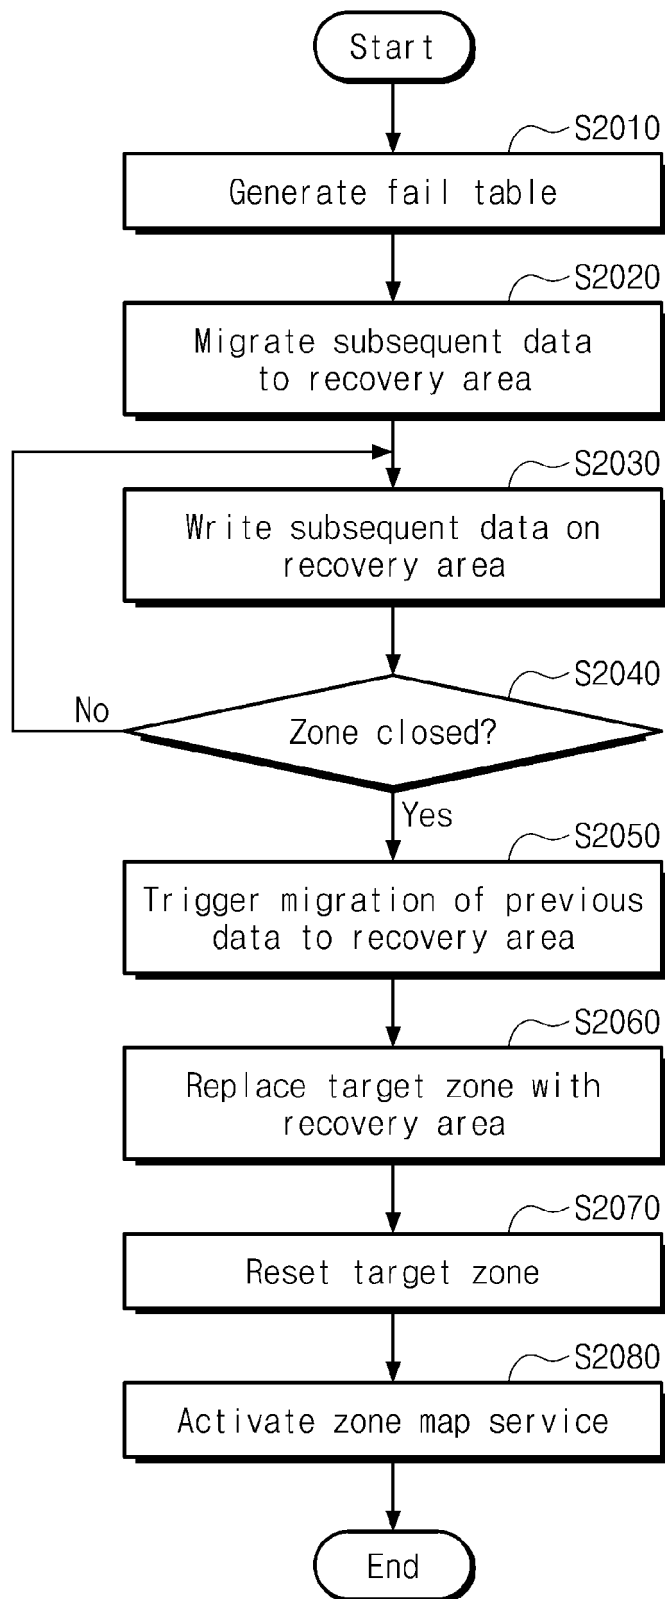 Start
S2010
Generate fail table
S2020
Migrate subsequent data
to recovery area
S2030
Write subsequent data on
recovery area
S2040
No
Zone closed?
Yes
S2050
Trigger migration of previous
data to recovery area
S2060
Replace target zone with
recovery area
S2070
Reset target zone
S2080
Activate zone map service
End